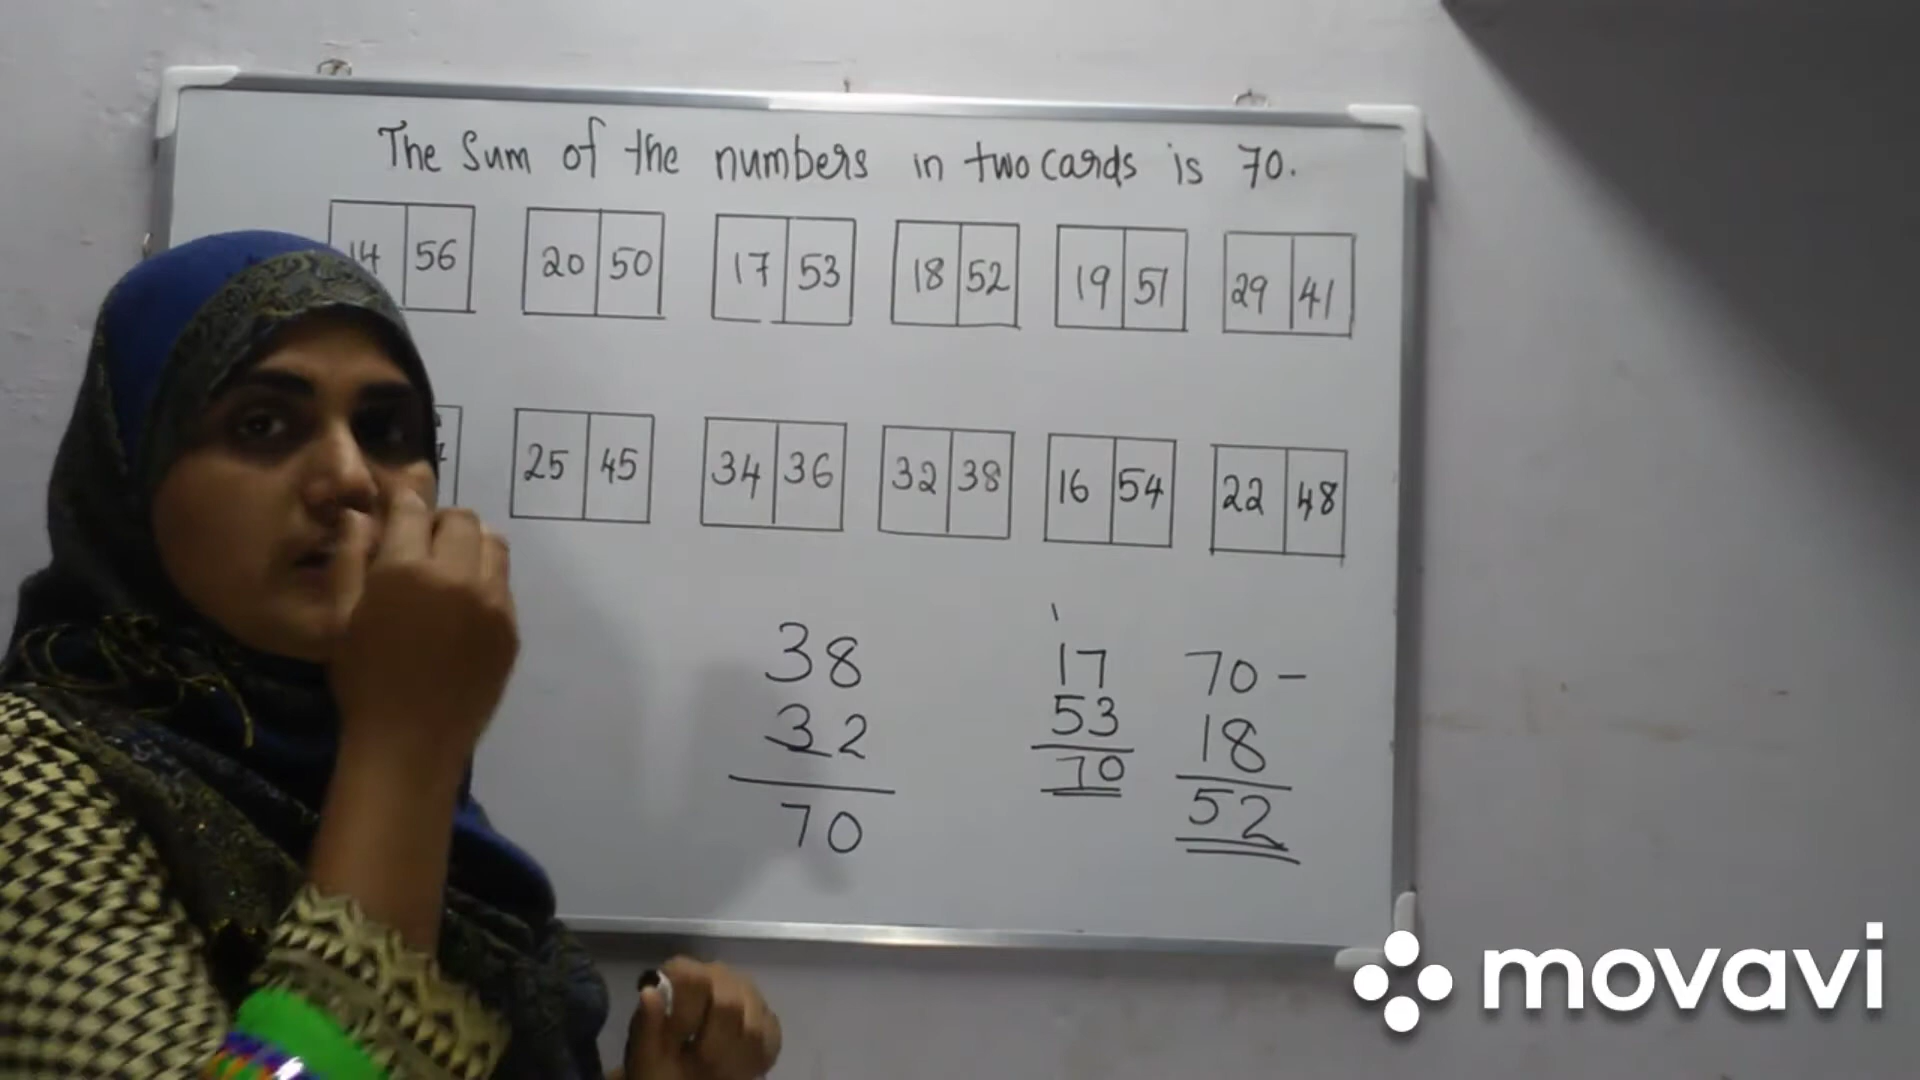 The Sum of the numbers in two cards is 70.
14 56 20 50 17 53 18 52 19 51 29 41
25 45 34 36 32 38 16 54 22 48
38
32
70
1
17
53
70
70 -
18
52
movavi